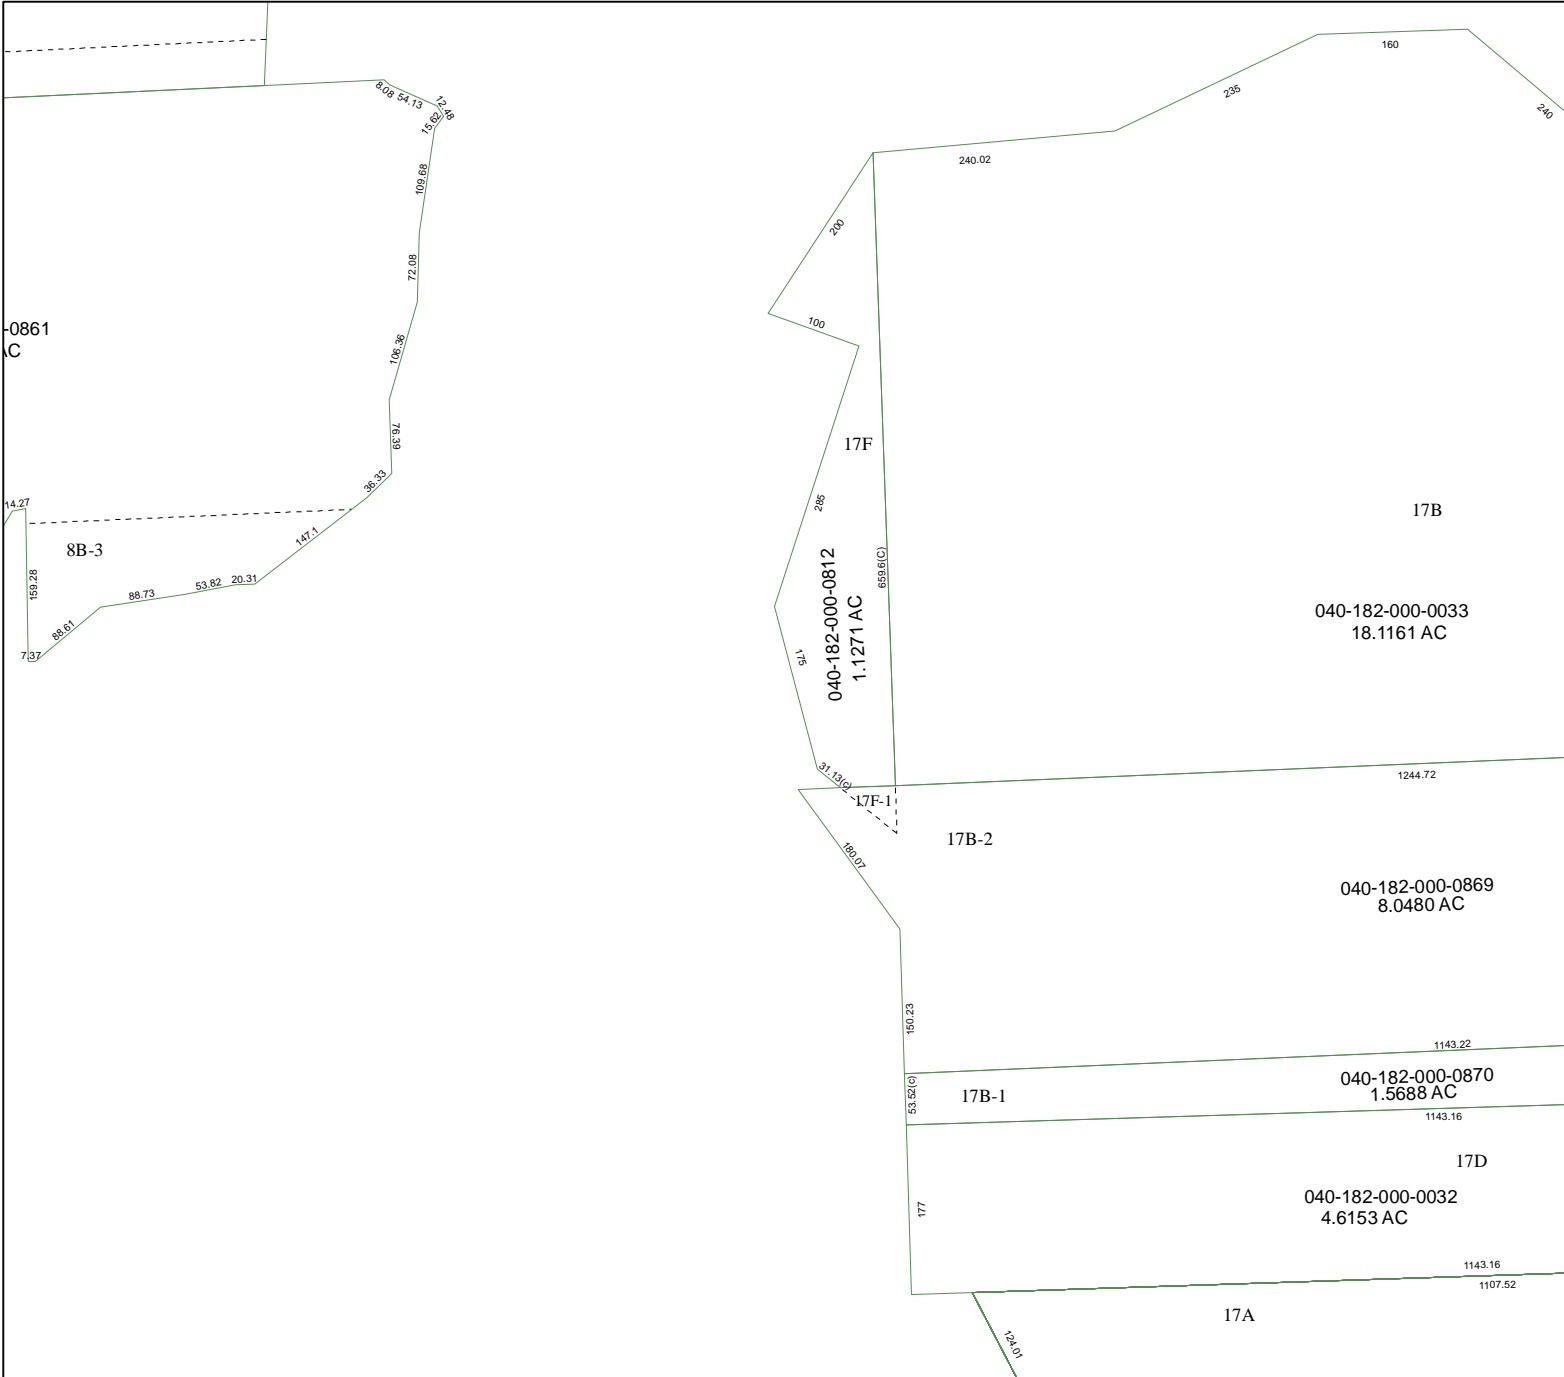 160
235
240
8.08
54.13
12.48
15.62
240.02
109.68
200
72.08
100
-0861
AC
106.36
76.39
17F
36.33
285
14.27
17B
147.1
8B-3
659.6(C)
159.28
20.31
53.82
88.73
040-182-000-0812
1.1271 AC
040-182-000-0033
18.1161 AC
88.61
7.37
175
31.13(c)
1244.72
17F-1
17B-2
180.07
040-182-000-0869
8.0480 AC
150.23
1143.22
040-182-000-0870
1.5688 AC
53.52(c)
17B-1
1143.16
17D
040-182-000-0032
4.6153 AC
177
1143.16
1107.52
17A
124.01